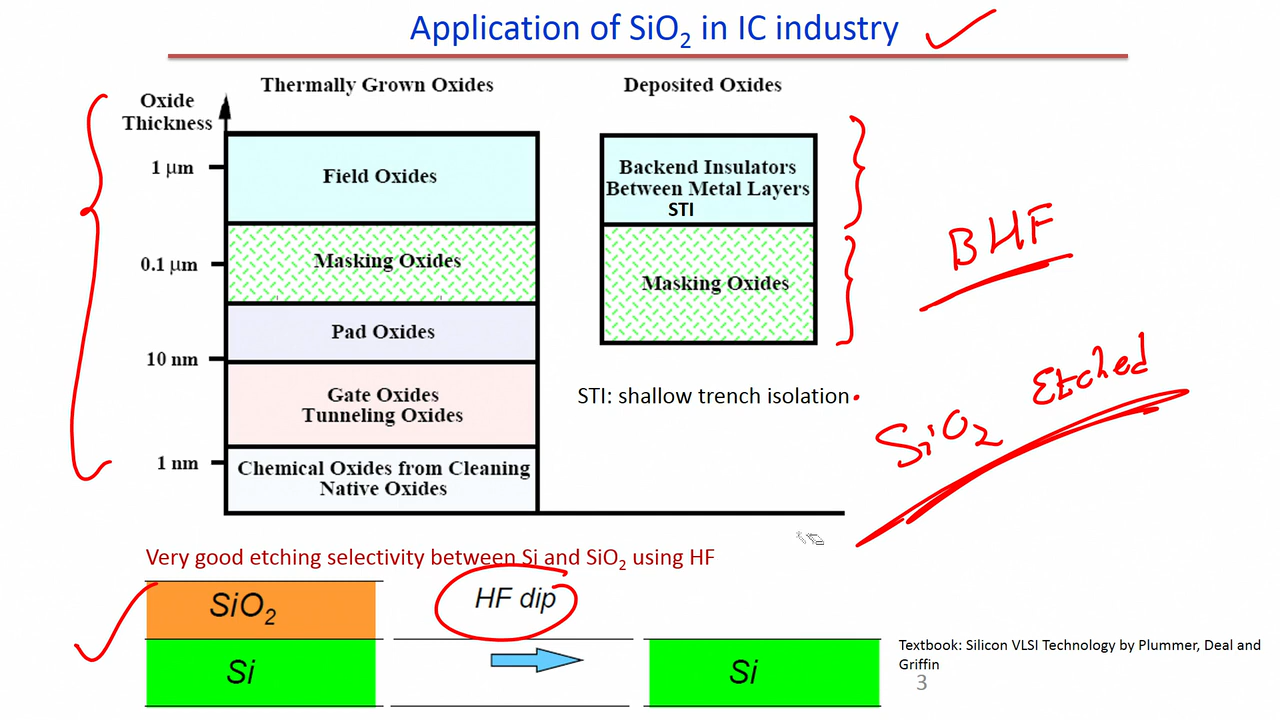 Application of SiO2 in IC industry
Thermally Grown Oxides
Deposited Oxides
Oxide
Thickness
1 μm
Field Oxides
Backend Insulators
Between Metal Layers
STI
0.1 μm
Masking Oxides
Masking Oxides
BHF
Pad Oxides
10 nm
Gate Oxides
Tunneling Oxides
STI: shallow trench isolation
SiO2 Etched
1 nm
Chemical Oxides from Cleaning
Native Oxides
Very good etching selectivity between Si and SiO2 using HF
SiO2
HF dip
Si
Si
Textbook: Silicon VLSI Technology by Plummer, Deal and
Griffin
3